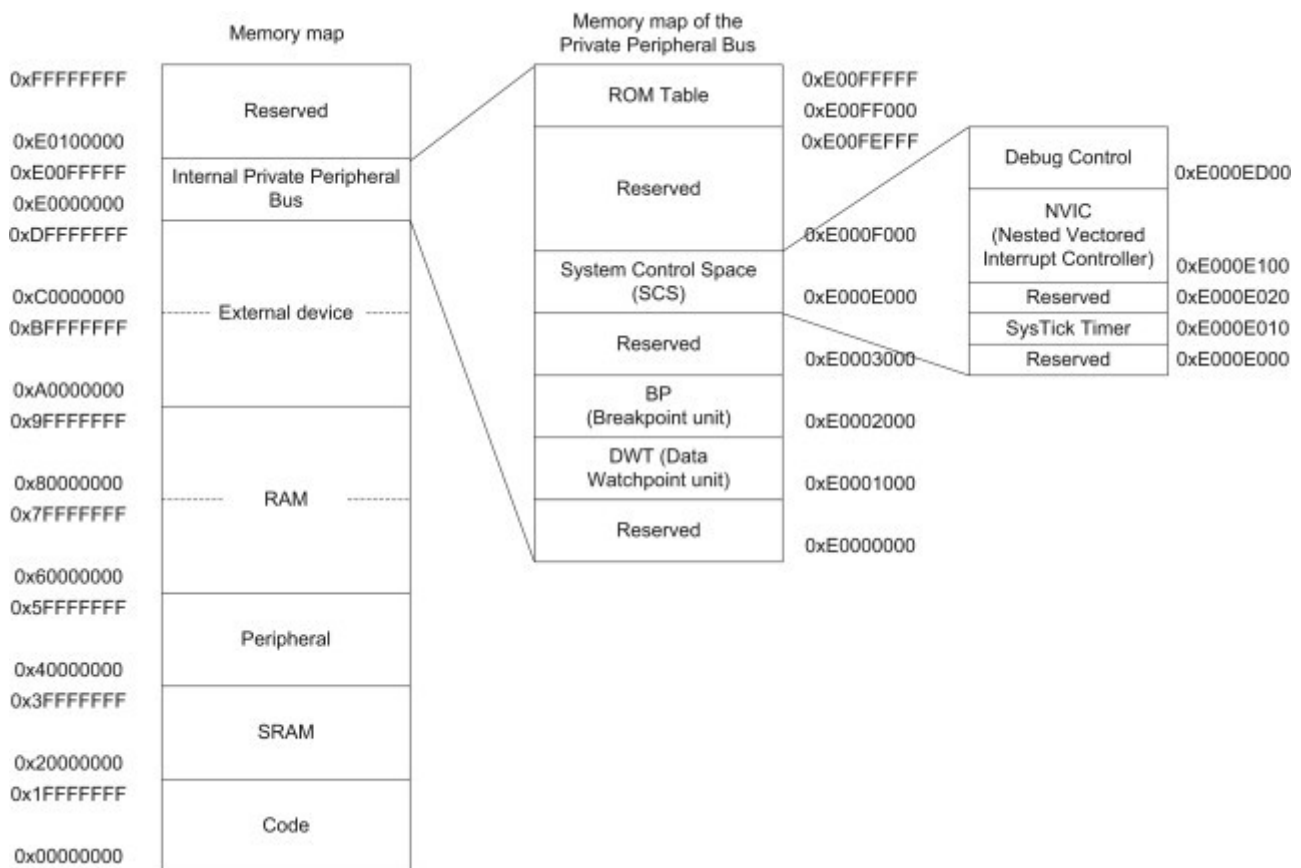 Memory map
0xFFFFFFFF
Reserved
0xE0100000
0xE00FFFFF
Internal Private Peripheral
Bus
0xE0000000
0xDFFFFFFF
0xC0000000
External device
0xBFFFFFFF
0xA0000000
0x9FFFFFFF
0x80000000
RAM
0x7FFFFFFF
0x60000000
0x5FFFFFFF
Peripheral
0x40000000
0x3FFFFFFF
SRAM
0x20000000
0x1FFFFFFF
Code
0x00000000
Memory map of the
Private Peripheral Bus
ROM Table
0xE00FFFFF
0xE00FF000
0xE00FEFFF
Reserved
0xE000F000
System Control Space
(SCS)
0xE000E000
Reserved
0xE0003000
BP
(Breakpoint unit)
0xE0002000
DWT (Data
Watchpoint unit)
0xE0001000
Reserved
0xE0000000
Debug Control
0xE000ED00
NVIC
(Nested Vectored
Interrupt Controller)
0xE000E100
Reserved
0xE000E020
SysTick Timer
0xE000E010
Reserved
0xE000E000